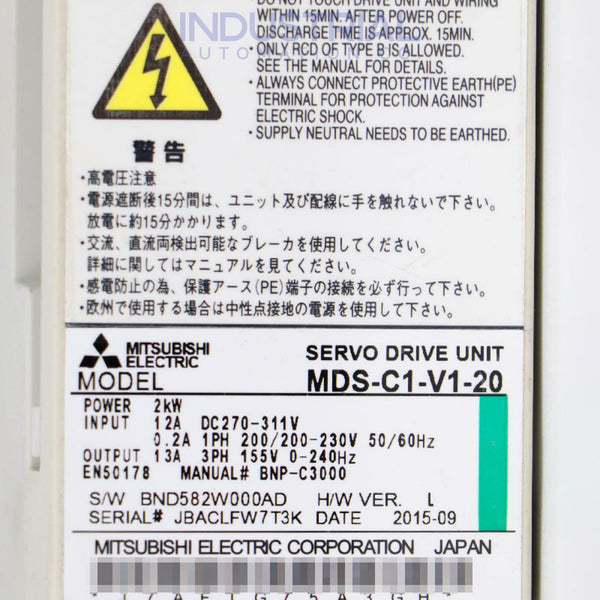 INDUSTRIAL
· DO NOT TOUCH DRIVE UNIT AND WIRING
WITHIN 15MIN. AFTER POWER OFF.
DISCHARGE TIME IS APPROX. 15MIN.
· ONLY RCD OF TYPE B IS ALLOWED.
SEE THE MANUAL FOR DETAILS.
· ALWAYS CONNECT PROTECTIVE EARTH(PE)
TERMINAL FOR PROTECTION AGAINST
ELECTRIC SHOCK.
· SUPPLY NEUTRAL NEEDS TO BE EARTHED.
警告
・高電圧注意
・電源遮断後15分間は、ユニット及び配線に手を触れないで下さい。
放電に約15分かかります。
・交流、直流両検出可能なブレーカを使用してください。
詳細に関してはマニュアルを見てください。
・感電防止の為、保護アース(PE)端子の接続を必ず行って下さい。
・欧州で使用する場合は中性点接地の電源を使用して下さい。
MITSUBISHI ELECTRIC
SERVO DRIVE UNIT
MODEL MDS-C1-V1-20
POWER 2kW
INPUT 12A DC270-311V
0.2A 1PH 200/200-230V 50/60Hz
OUTPUT 13A 3PH 155V 0-240Hz
EN50178 MANUAL# BNP-C3000
S/W BND582W000AD H/W VER. L
SERIAL# JBACLFW7T3K DATE 2015-09
MITSUBISHI ELECTRIC CORPORATION JAPAN